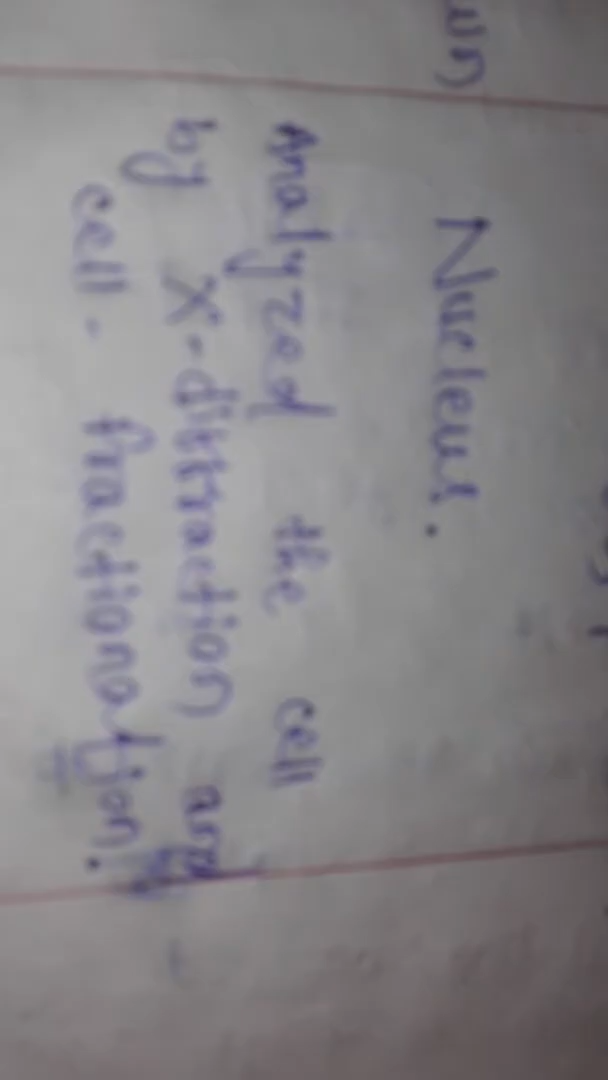 Nucleus.
Analyzed the cell
by X-diffraction and
cell. fractionation.